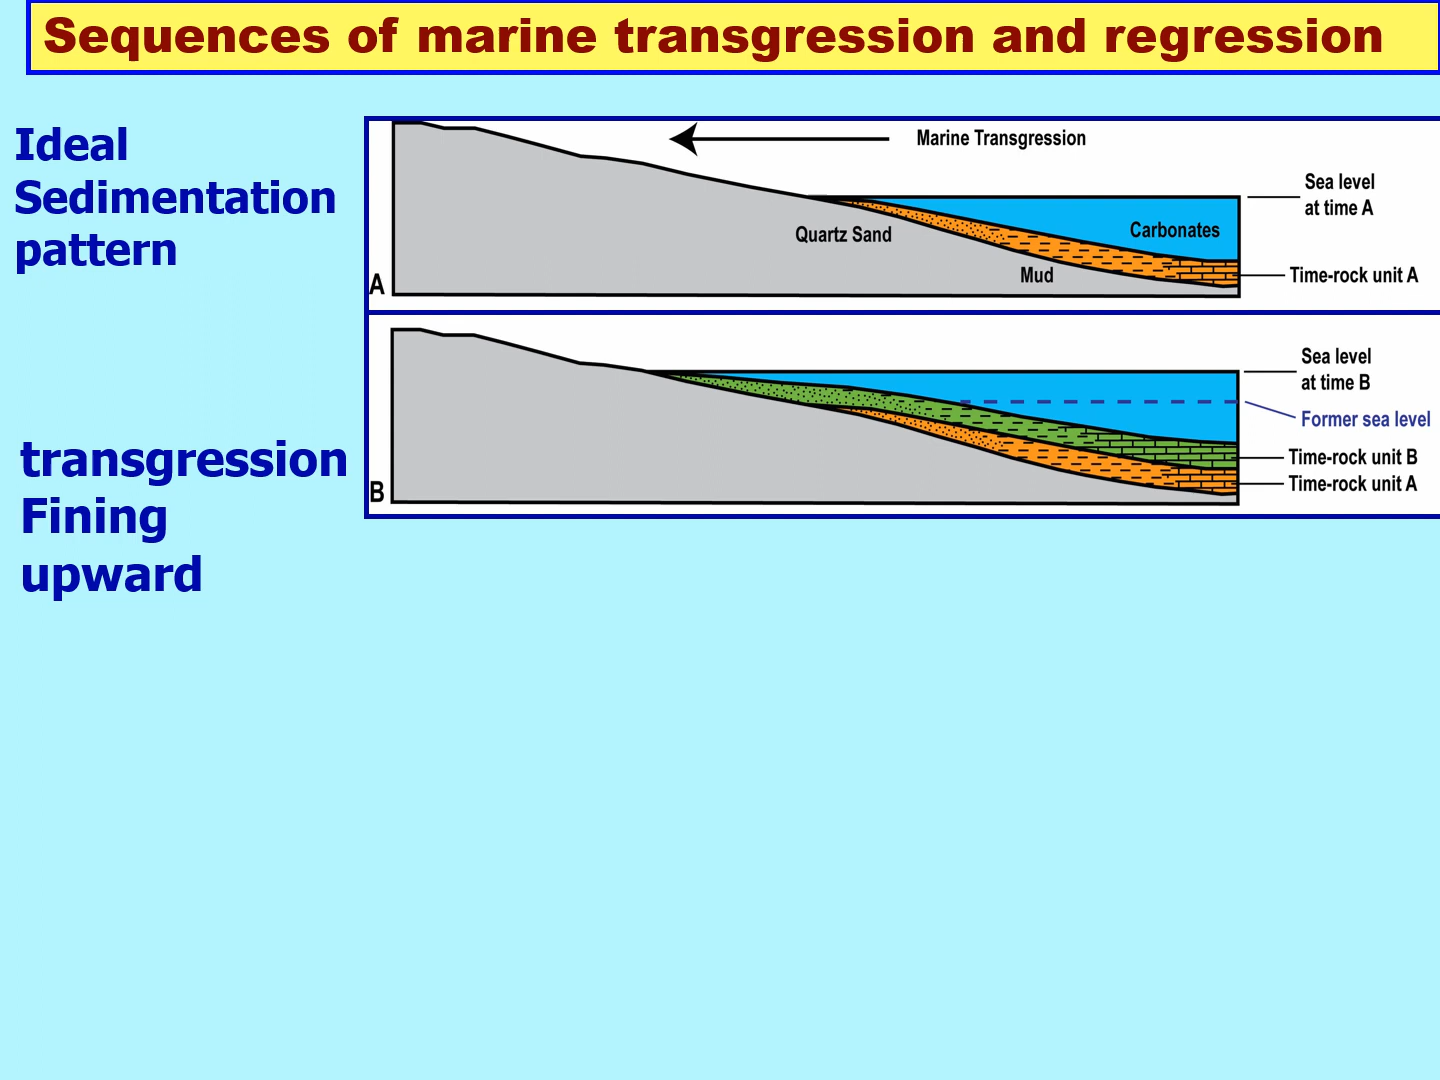 Sequences of marine transgression and regression
Ideal
Sedimentation
pattern
Marine Transgression
Sea level
at time A
Quartz Sand
Carbonates
Mud
Time-rock unit A
A
Sea level
at time B
Former sea level
Time-rock unit B
Time-rock unit A
B
transgression
Fining
upward